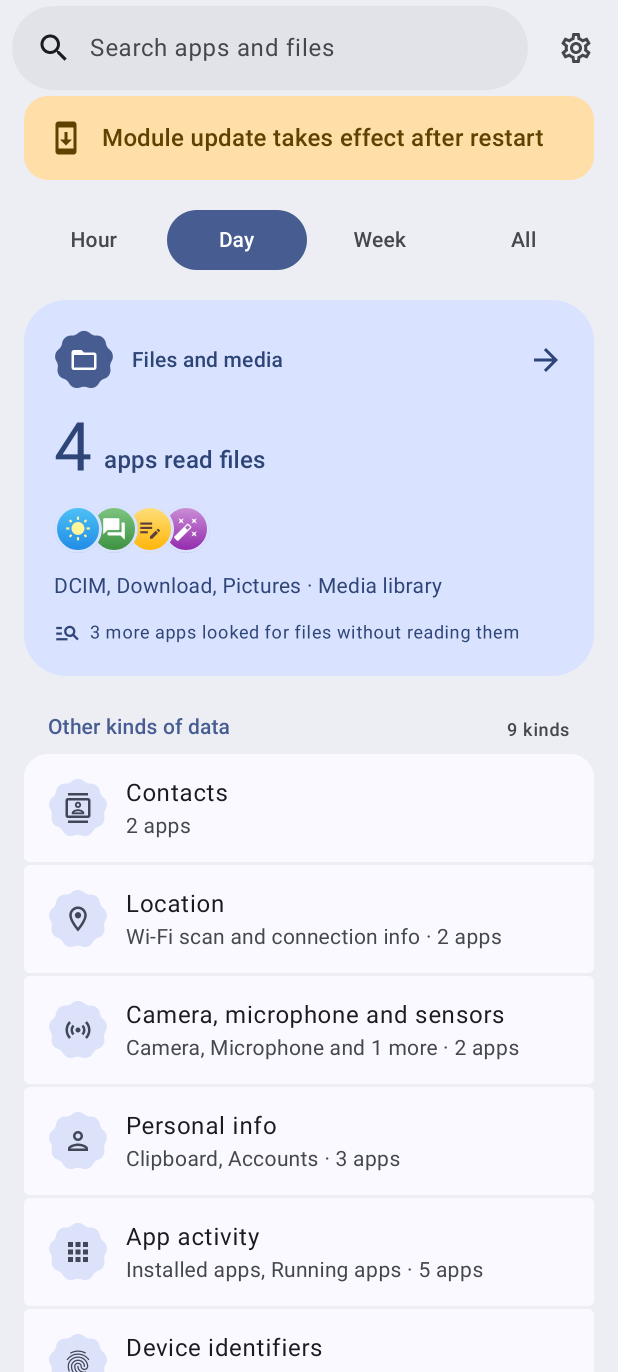 Search apps and files
Module update takes effect after restart
Hour
Day
Week
All
Files and media
4 apps read files
DCIM, Download, Pictures · Media library
3 more apps looked for files without reading them
Other kinds of data
9 kinds
Contacts
2 apps
Location
Wi-Fi scan and connection info · 2 apps
Camera, microphone and sensors
Camera, Microphone and 1 more · 2 apps
Personal info
Clipboard, Accounts · 3 apps
App activity
Installed apps, Running apps · 5 apps
Device identifiers